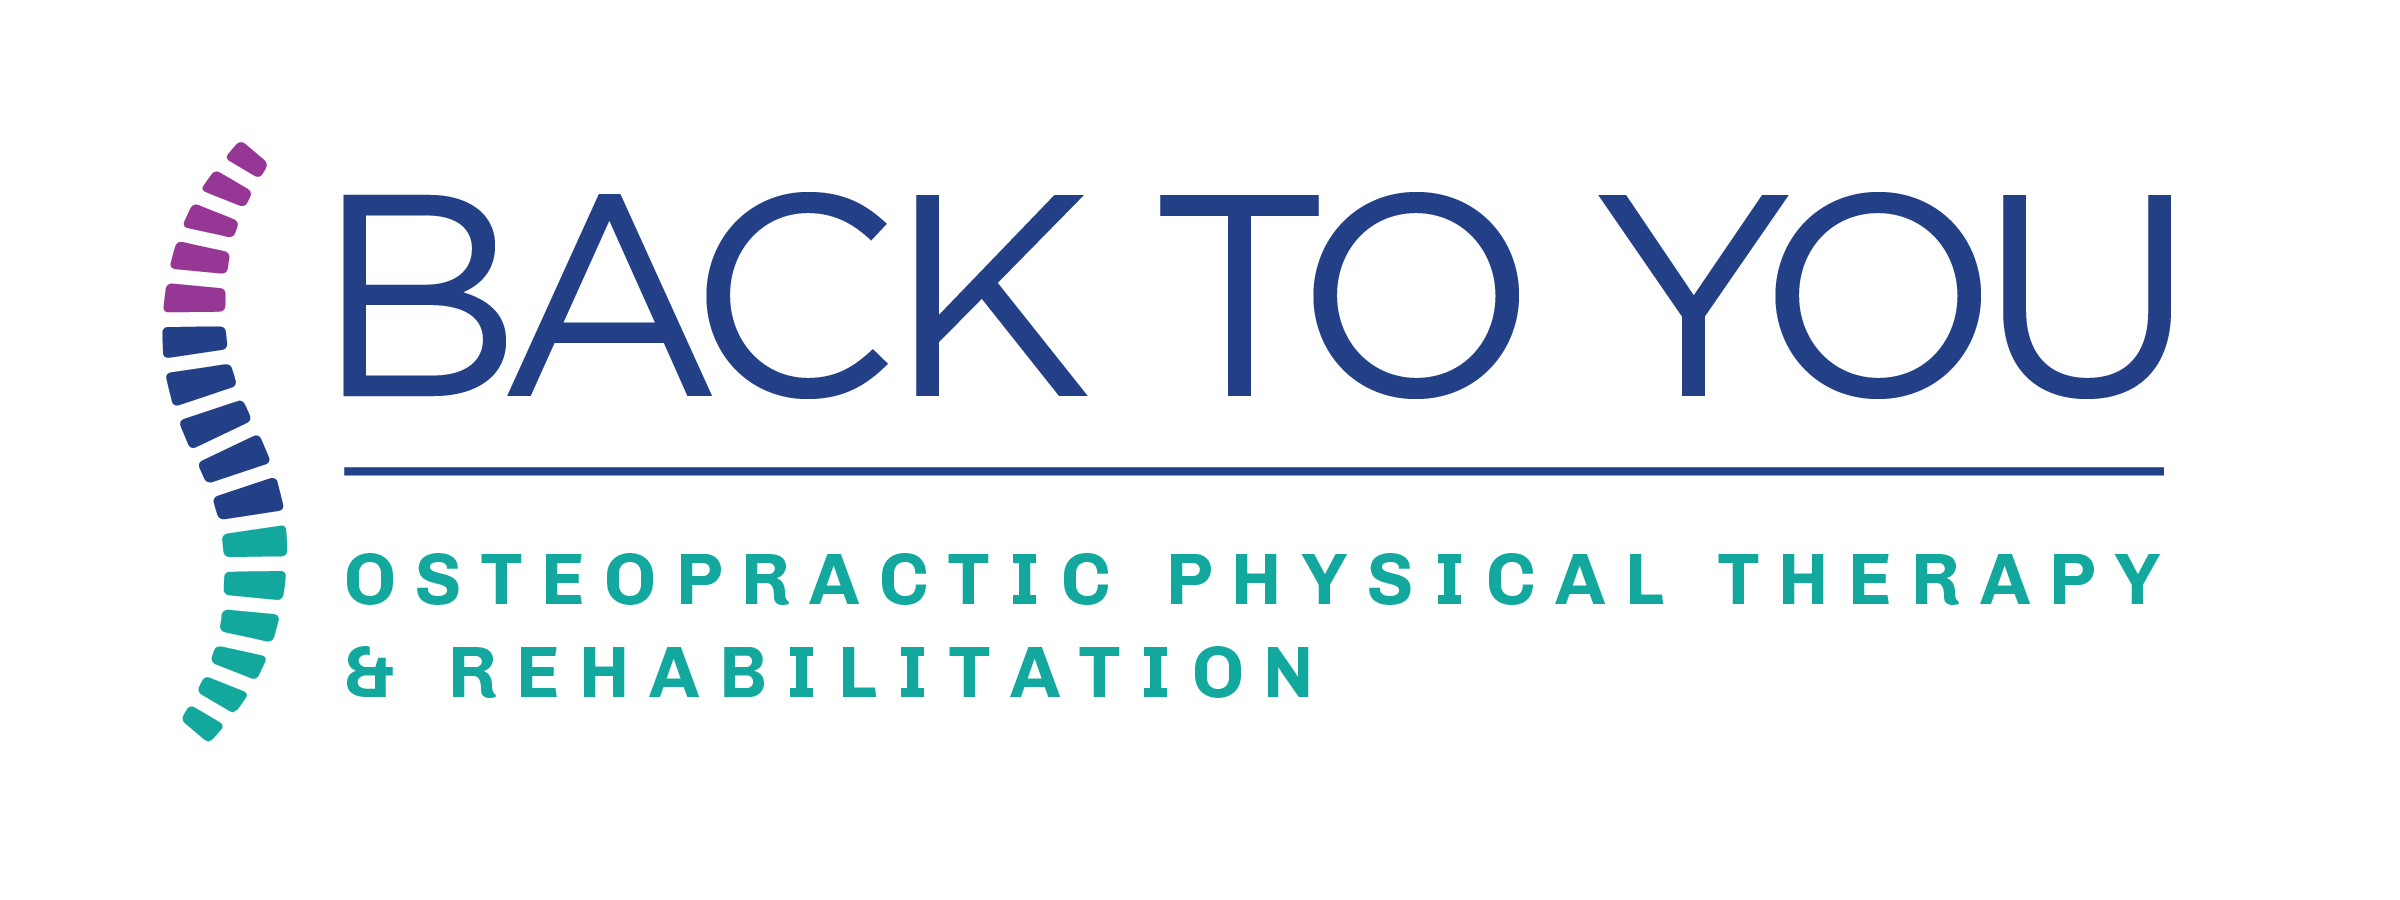 BACK TO YOU
OSTEOPRACTIC PHYSICAL THERAPY
& REHABILITATION